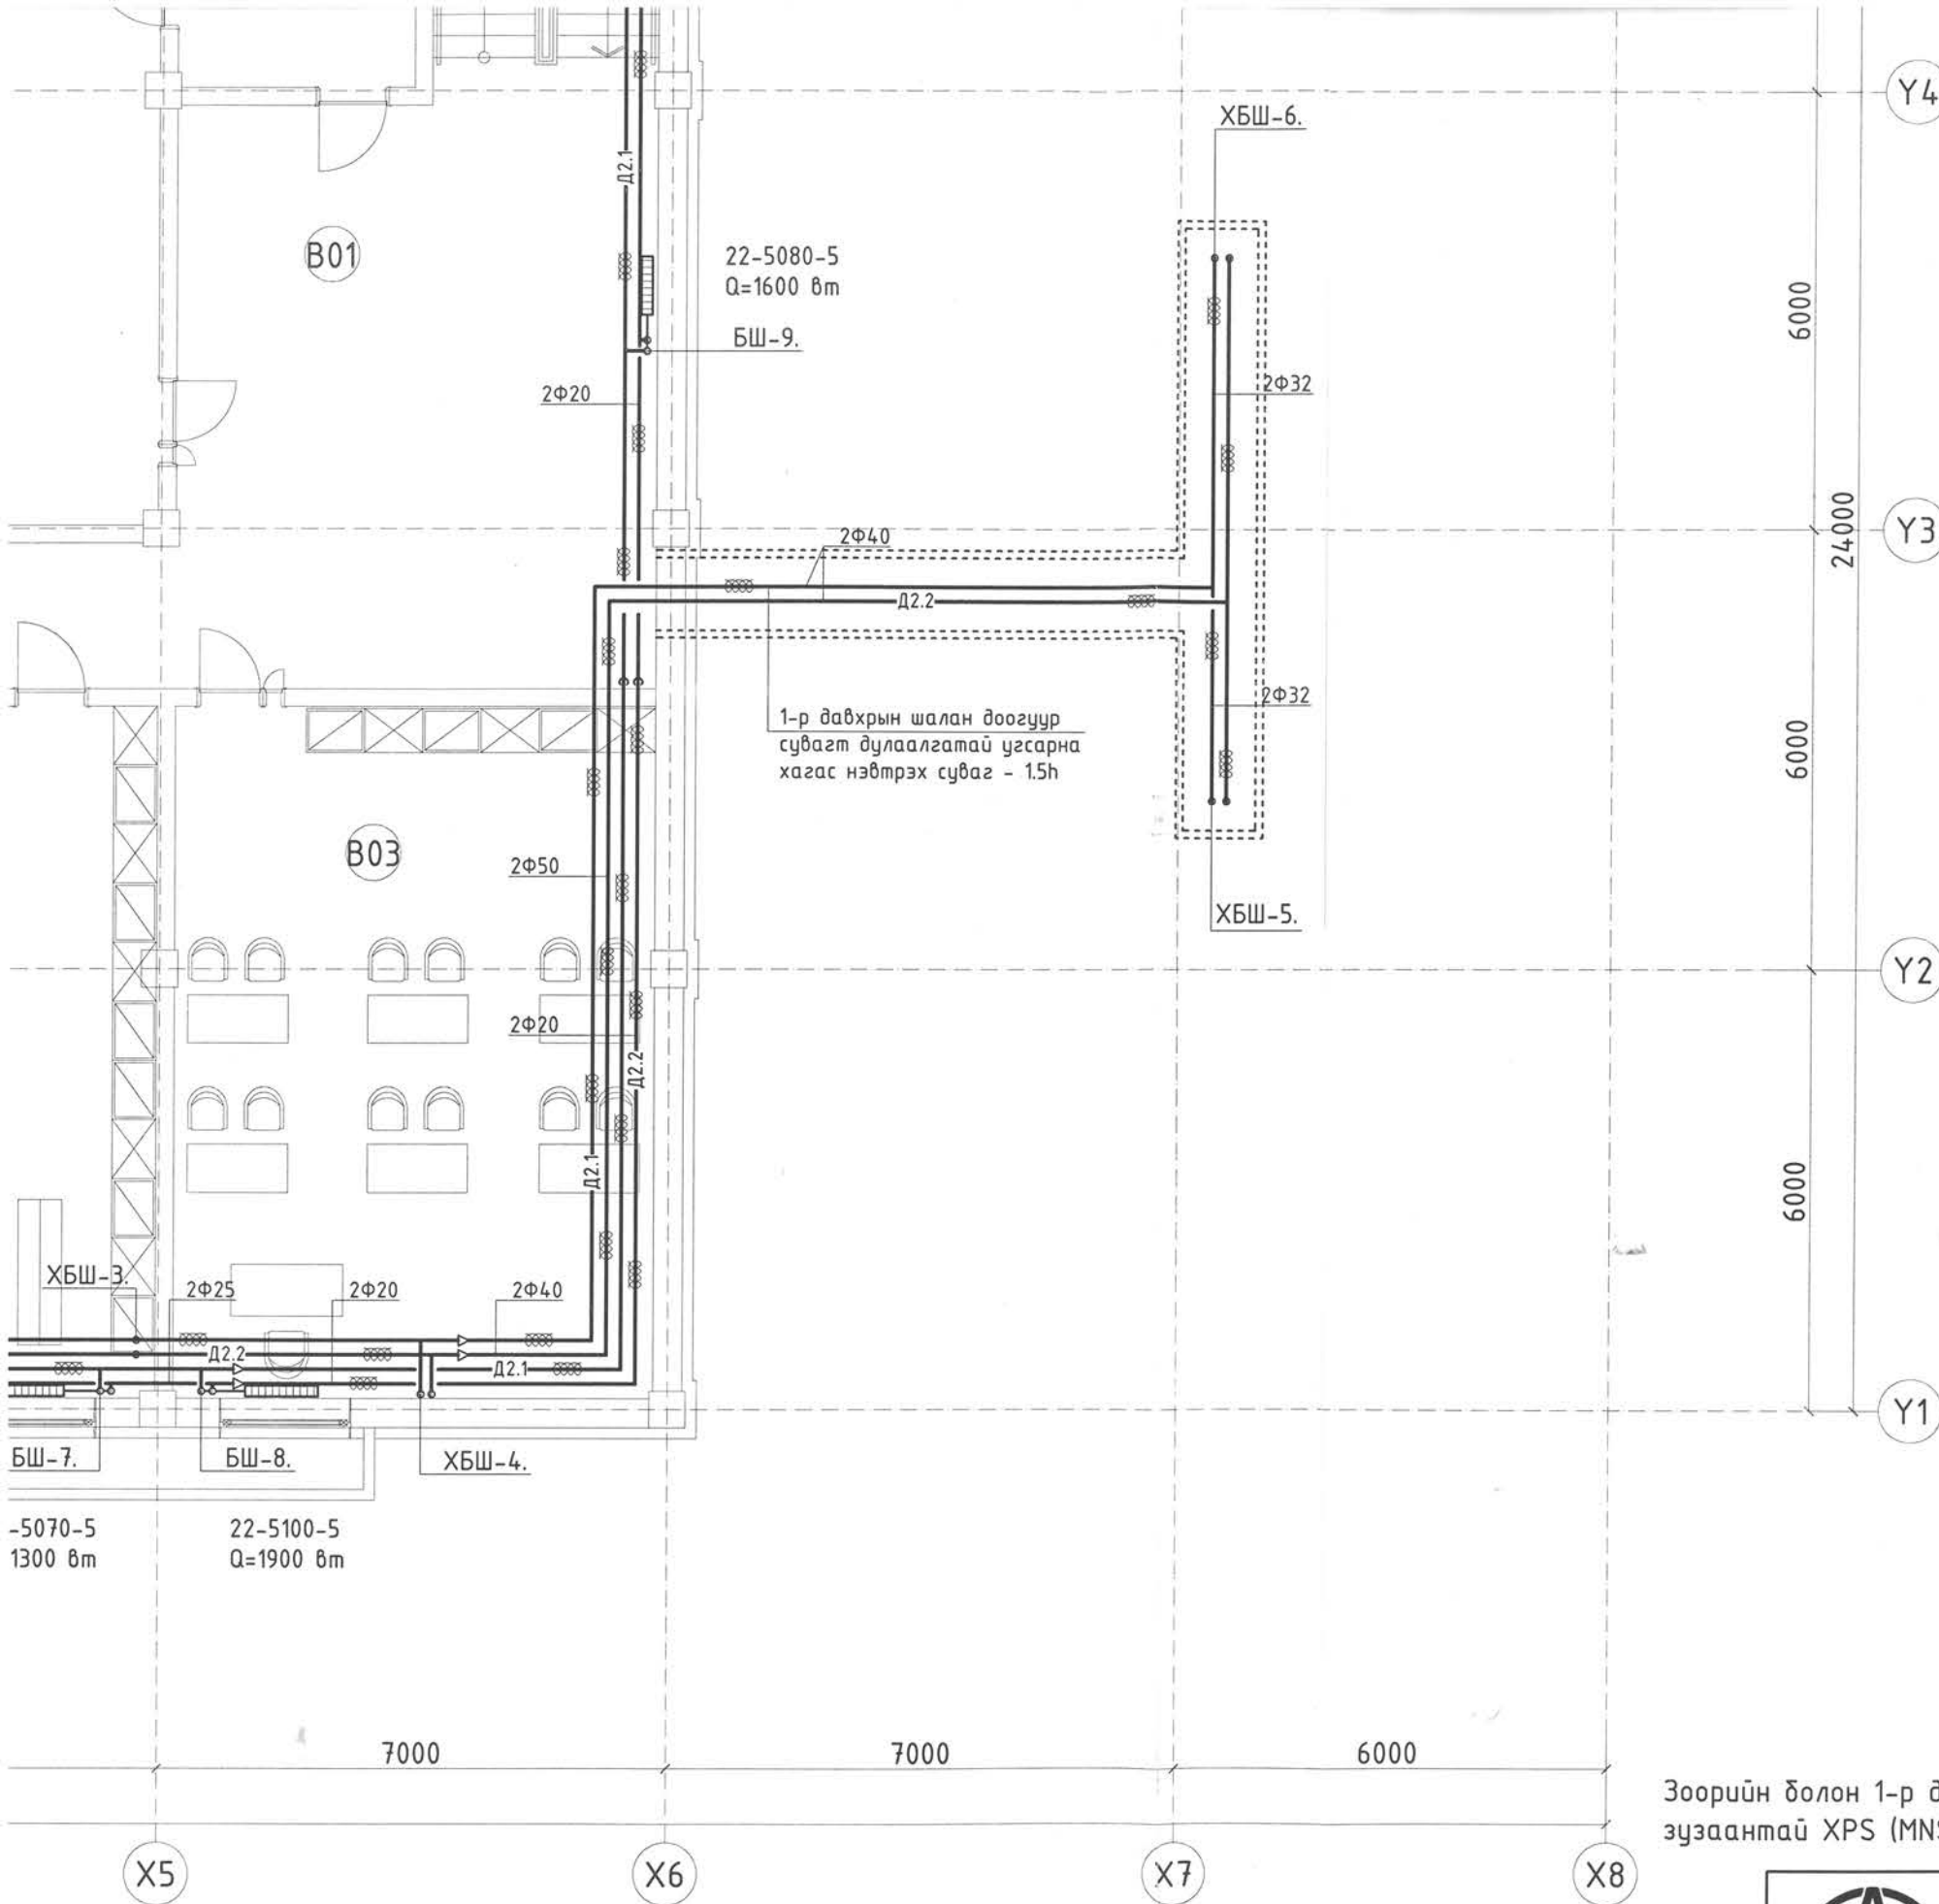 Y4
ХБШ-6.
Д2.1
B01
22-5080-5
Q=1600 вт
6000
БШ-9.
2Ф20
2Ф32
24000
Y3
2Ф40
Д2.2
2Ф32
1-р давхрын шалан доогуур
сувагт дулаалгатай угсарна
хагас нэвтрэх суваг - 1.5h
6000
B03
2Ф50
ХБШ-5.
Y2
2Ф20
Д2.2
Д2.1
6000
ХБШ-3.
2Ф25
2Ф20
2Ф40
Д2.2
Д2.1
Y1
БШ-7.
БШ-8.
ХБШ-4.
-5070-5
1300 вт
22-5100-5
Q=1900 вт
7000
7000
6000
Зоорийн болон 1-р
зузаантай XPS
X5
X6
X7
X8